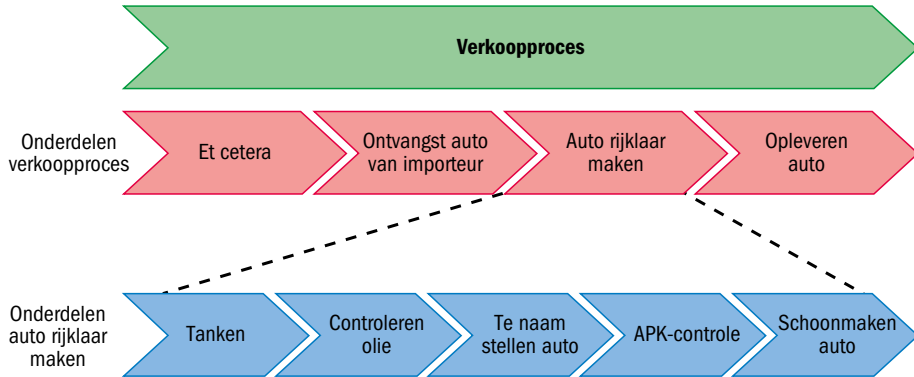 Verkoopproces
Onderdelen
verkoopproces
Et cetera
Ontvangst auto
van importeur
Auto rijklaar
maken
Opleveren
auto
Onderdelen
auto rijklaar
maken
Tanken
Controleren
olie
Te naam
stellen auto
APK-controle
Schoonmaken
auto